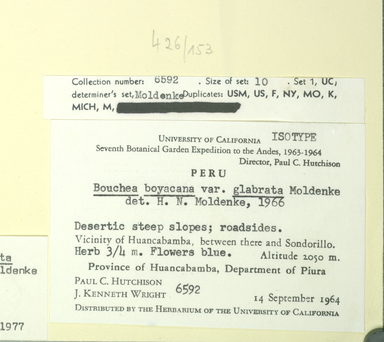 426/153
Collection number: 6592 . Size of set: 10 . Set 1, UC,
determiner's set, Moldenke Duplicates: USM, US, F, NY, MO, K,
MICH, M,
UNIVERSITY OF CALIFORNIA ISOTYPE
Seventh Botanical Garden Expedition to the Andes, 1963-1964
Director, Paul C. Hutchison
PERU
Bouchea boyacana var. glabrata Moldenke
det. H. N. Moldenke, 1966
Desertic steep slopes; roadsides.
Vicinity of Huancabamba, between there and Sondorillo.
Herb 3/4 m. Flowers blue. Altitude 2050 m.
Province of Huancabamba, Department of Piura
PAUL C. HUTCHISON
J. KENNETH WRIGHT 6592
14 September 1964
DISTRIBUTED BY THE HERBARIUM OF THE UNIVERSITY OF CALIFORNIA
ta
ldenke
1977